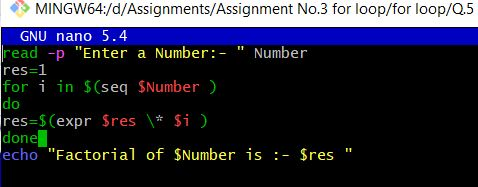 MINGW64:/d/Assignments/Assignment No.3 for loop/for loop/Q.5
GNU nano 5.4
read -p "Enter a Number:- " Number
res=1
for i in $(seq $Number )
do
res=$(expr $res \* $i )
done
echo "Factorial of $Number is :- $res "